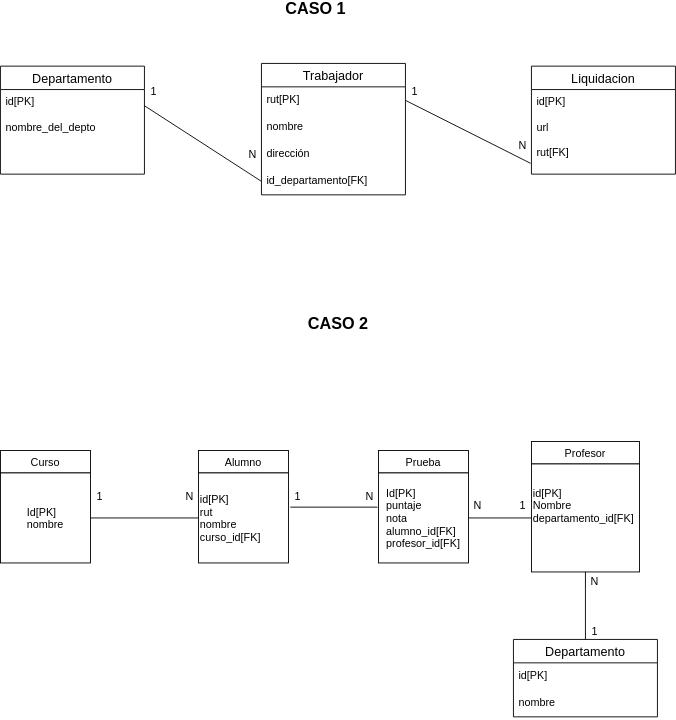 CASO 1
Departamento
id[PK]
nombre_del_depto
1
N
Trabajador
rut[PK]
nombre
dirección
id_departamento[FK]
1
N
Liquidacion
id[PK]
url
rut[FK]
CASO 2
Curso
Id[PK]
nombre
1
N
Alumno
id[PK]
rut
nombre
curso_id[FK]
1
N
Prueba
Id[PK]
puntaje
nota
alumno_id[FK]
profesor_id[FK]
N
1
Profesor
id[PK]
Nombre
departamento_id[FK]
N
1
Departamento
id[PK]
nombre